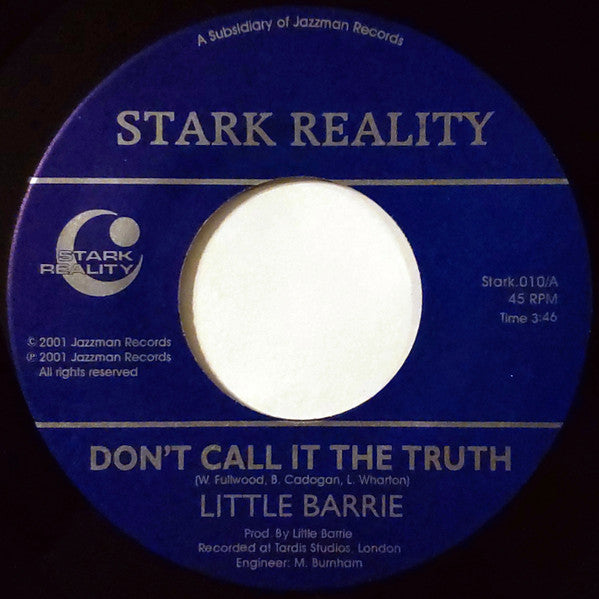 A Subsidiary of Jazzman Records
STARK REALITY
STARK
REALITY
Stark.010/A
45 RPM
Time 3:46
© 2001 Jazzman Records
℗ 2001 Jazzman Records
All rights reserved
DON'T CALL IT THE TRUTH
(W. Fullwood, B. Cadogan, L. Wharton)
LITTLE BARRIE
Prod. By Little Barrie
Recorded at Tardis Studios, London
Engineer: M. Burnham